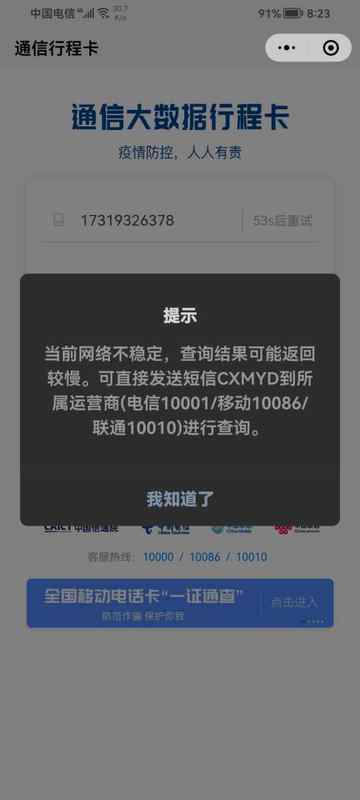 中国电信 30.7 K/s 91% 8:23
通信行程卡
通信大数据行程卡
疫情防控，人人有责
17319326378 53s后重试
提示
当前网络不稳定，查询结果可能返回
较慢。可直接发送短信CXMYD到所
属运营商(电信10001/移动10086/
联通10010)进行查询。
我知道了
客服热线：10000 / 10086 / 10010
全国移动电话卡“一证通查” 点击进入
防范诈骗 保护你我